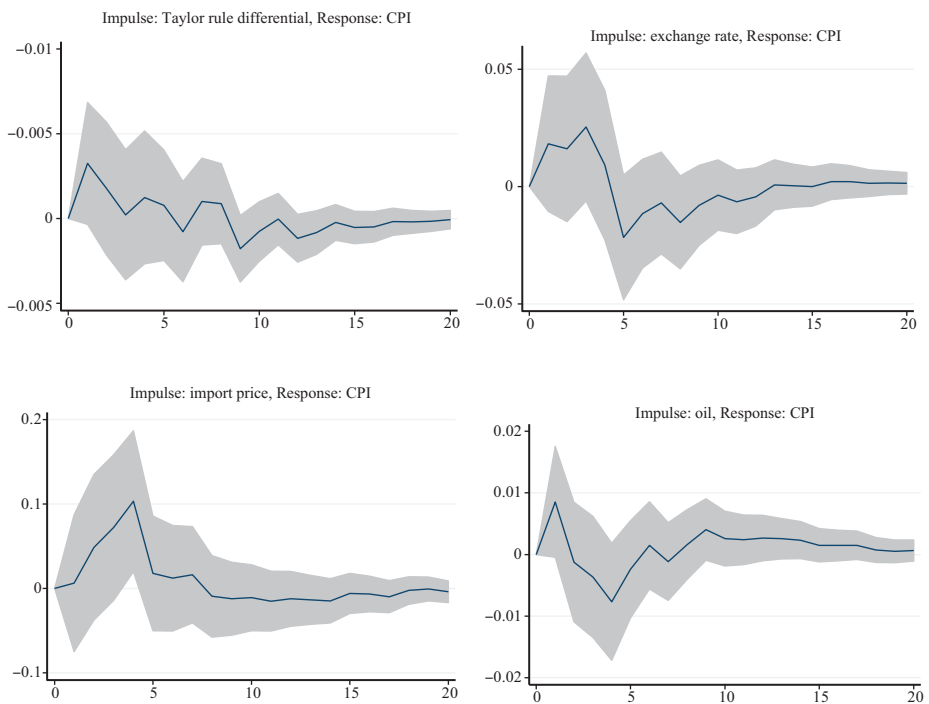 Impulse: Taylor rule differential, Response: CPI
−0.01
−0.005
0
−0.005
0 5 10 15 20
Impulse: exchange rate, Response: CPI
0.05
0
−0.05
0 5 10 15 20
Impulse: import price, Response: CPI
0.2
0.1
0
−0.1
0 5 10 15 20
Impulse: oil, Response: CPI
0.02
0.01
0
−0.01
−0.02
0 5 10 15 20